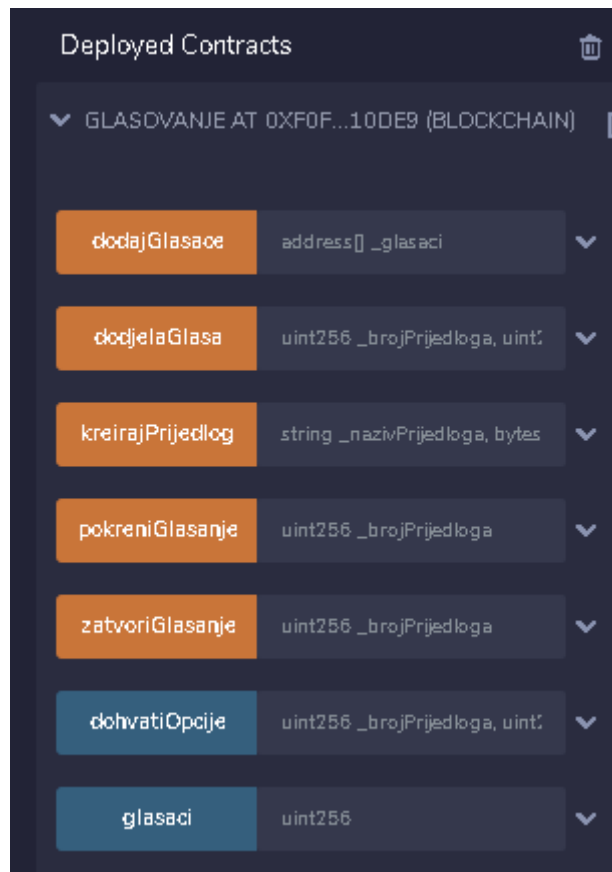 Deployed Contracts
GLASOVANJE AT 0XF0F...10DE9 (BLOCKCHAIN)
dodajGlasace address[] _glasaci
dodjelaGlasa uint256 _brojPrijedloga, uint2
kreirajPrijedlog string _nazivPrijedloga, bytes
pokreniGlasanje uint256 _brojPrijedloga
zatvoriGlasanje uint256 _brojPrijedloga
dohvatiOpcije uint256 _brojPrijedloga, uint2
glasaci uint256